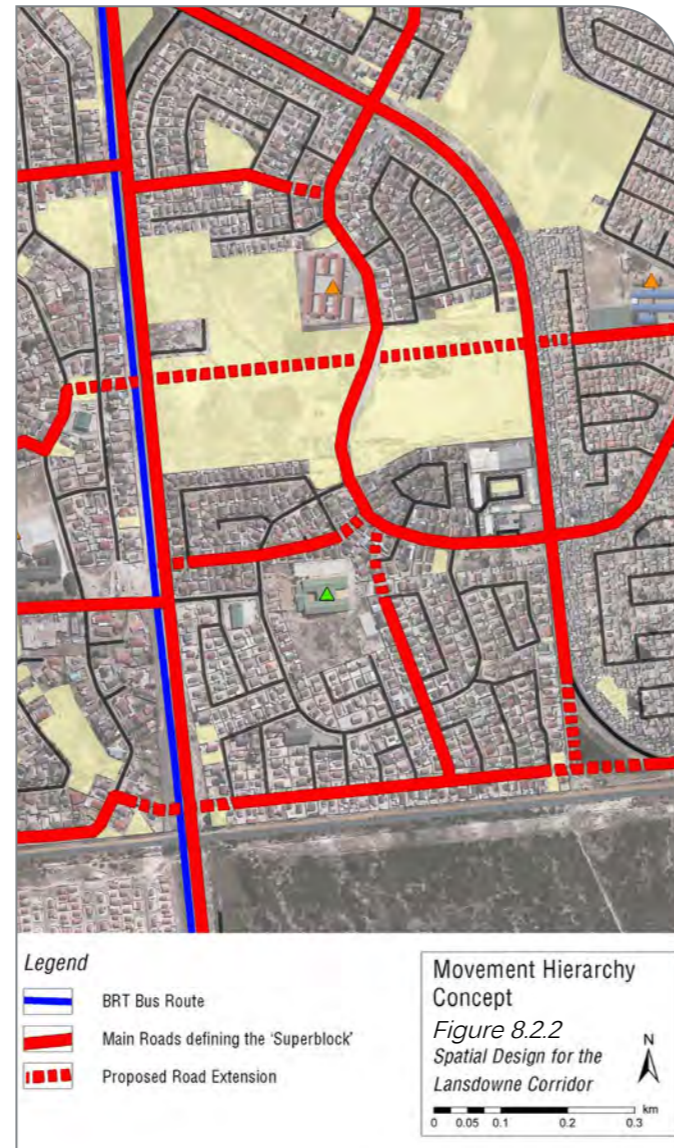 Legend
BRT Bus Route
Main Roads defining the 'Superblock'
Proposed Road Extension
Movement Hierarchy
Concept
Figure 8.2.2
Spatial Design for the
Lansdowne Corridor
N
km
0 0.05 0.1 0.2 0.3